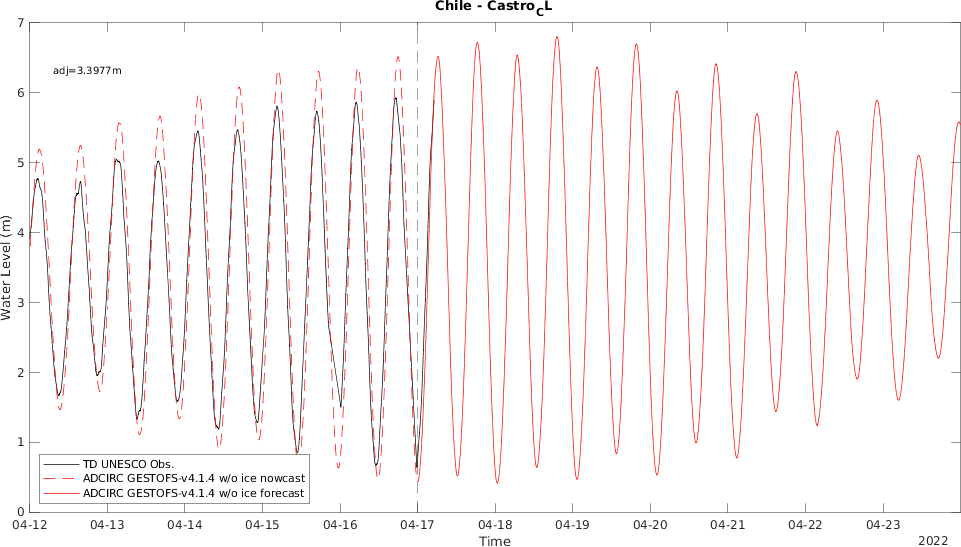 Chile - Castro_CL
7
adj=3.3977m
6
5
4
Water Level (m)
3
2
1
TD UNESCO Obs.
ADCIRC GESTOFS-v4.1.4 w/o ice nowcast
ADCIRC GESTOFS-v4.1.4 w/o ice forecast
0
04-12 04-13 04-14 04-15 04-16 04-17 04-18 04-19 04-20 04-21 04-22 04-23
Time
2022